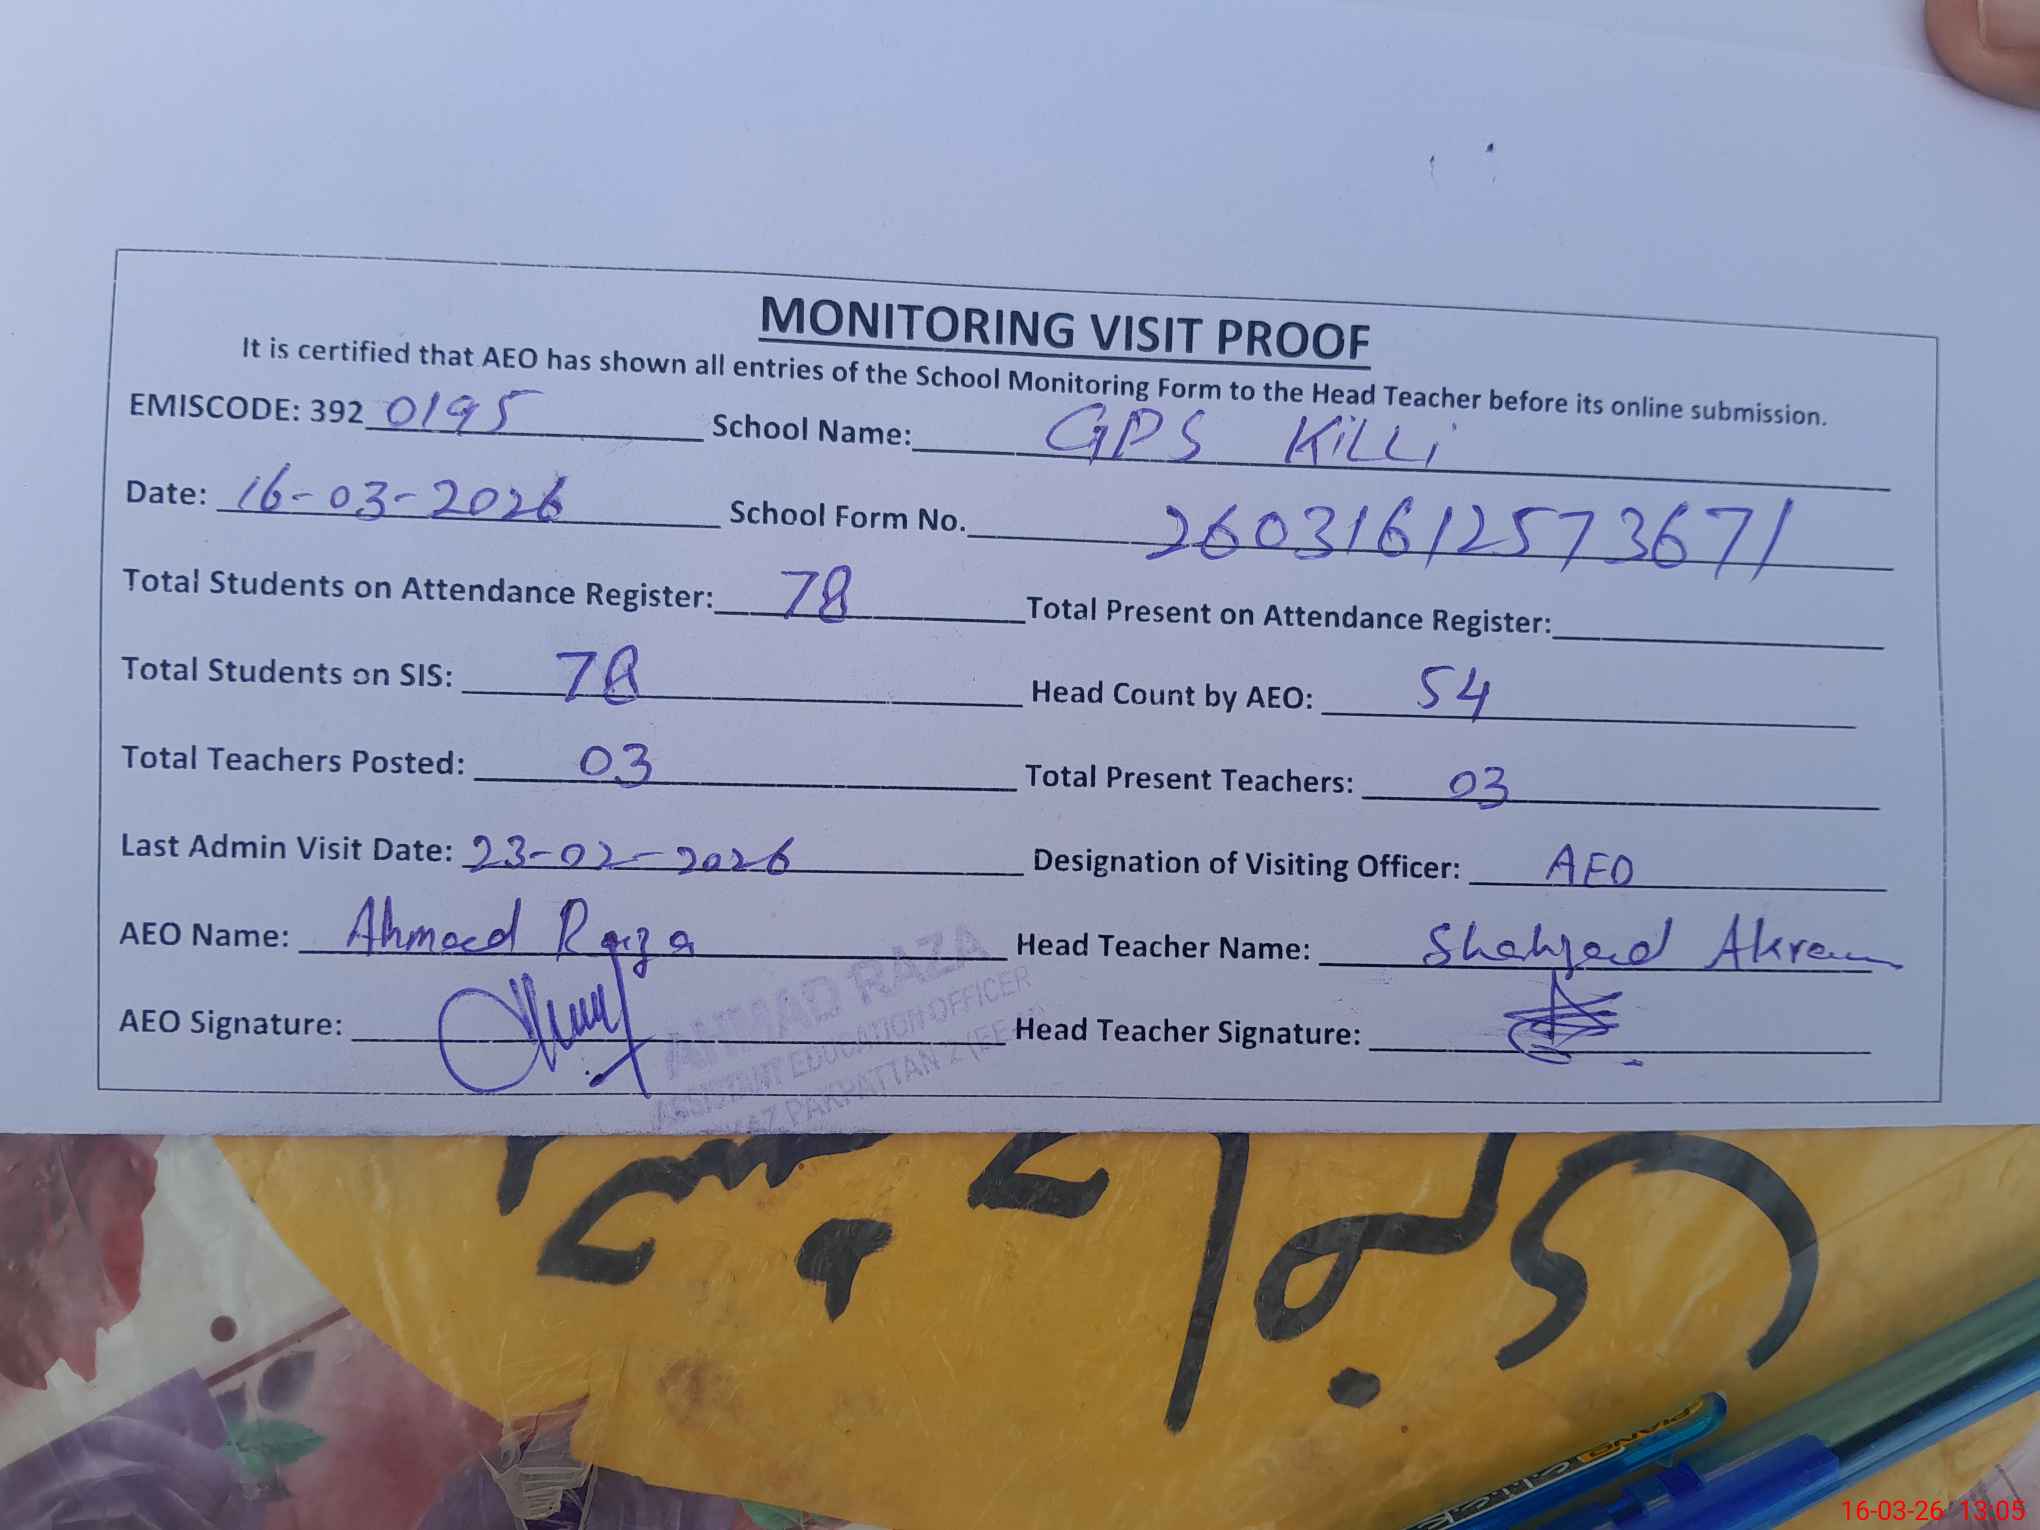 MONITORING VISIT PROOF
It is certified that AEO has shown all entries of the School Monitoring Form to the Head Teacher before its online submission.
EMISCODE: 392 0195 School Name: GPS Killi
Date: 16-03-2026 School Form No. 26031612573671
Total Students on Attendance Register: 78 Total Present on Attendance Register:
Total Students on SIS: 78 Head Count by AEO: 54
Total Teachers Posted: 03 Total Present Teachers: 03
Last Admin Visit Date: 23-02-2026 Designation of Visiting Officer: AEO
AEO Name: Ahmad Raza Head Teacher Name: Shahzad Akram
AEO Signature: Head Teacher Signature:
AHMAD RAZA
ASSISTANT EDUCATION OFFICER
PAKPATTAN 2
PIANO
16-03-26 13:05